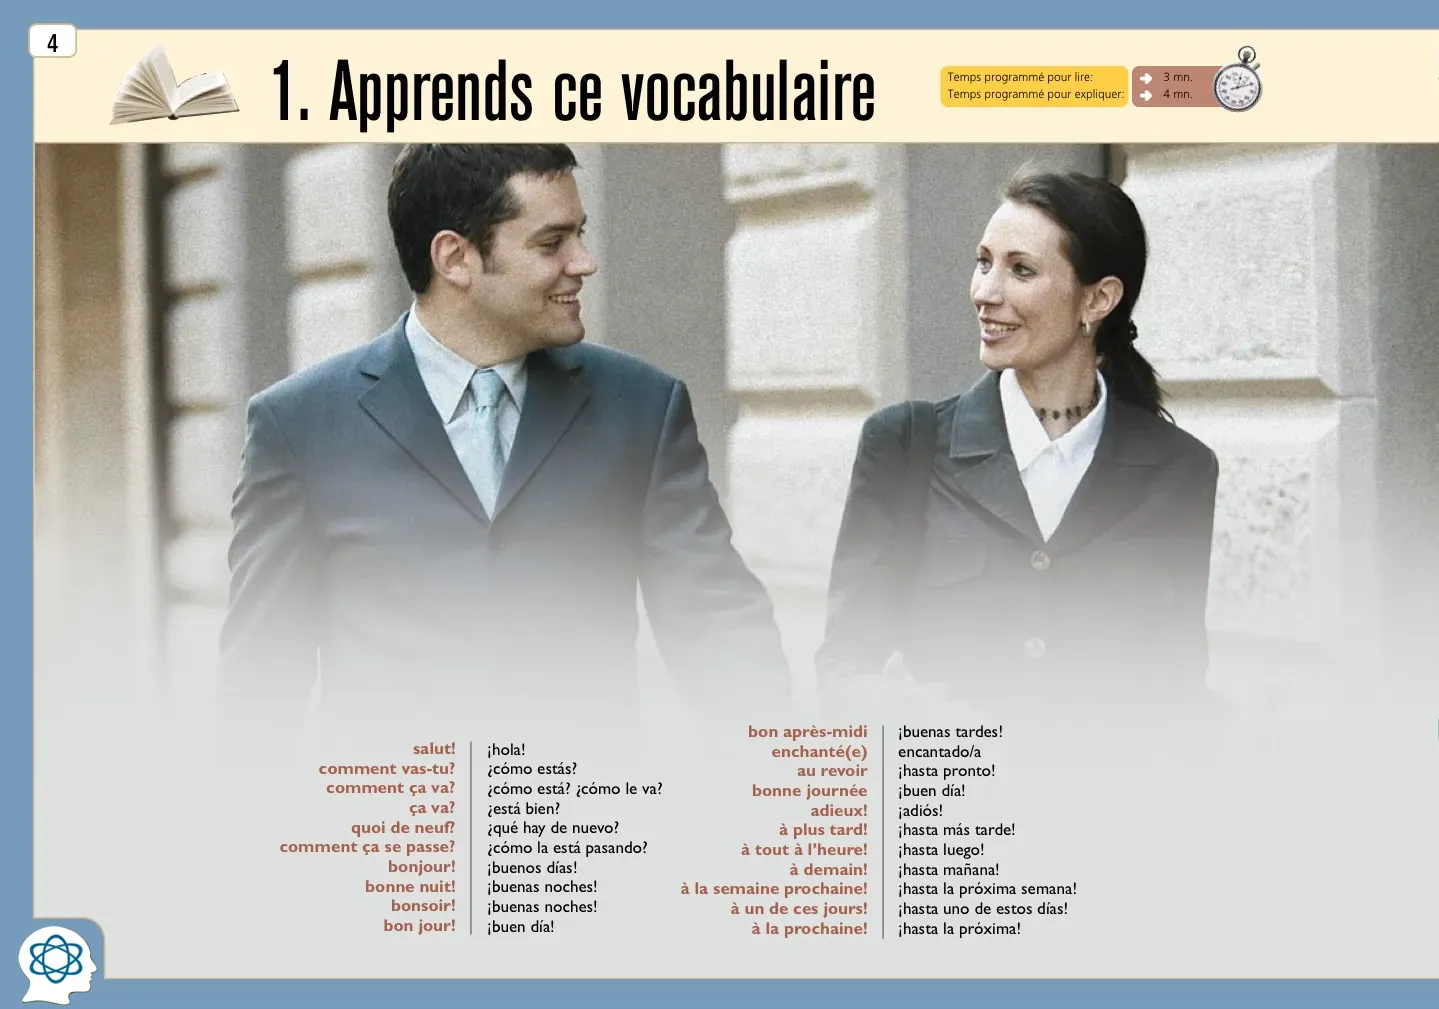 4
1. Apprends ce vocabulaire
Temps programmé pour lire: 3 mn.
Temps programmé pour expliquer: 4 mn.
salut! ¡hola!
comment vas-tu? ¿cómo estás?
comment ça va? ¿cómo está? ¿cómo le va?
ça va? ¿está bien?
quoi de neuf? ¿qué hay de nuevo?
comment ça se passe? ¿cómo la está pasando?
bonjour! ¡buenos días!
bonne nuit! ¡buenas noches!
bonsoir! ¡buenas noches!
bon jour! ¡buen día!
bon après-midi ¡buenas tardes!
enchanté(e) encantado/a
au revoir ¡hasta pronto!
bonne journée ¡buen día!
adieux! ¡adiós!
à plus tard! ¡hasta más tarde!
à tout à l'heure! ¡hasta luego!
à demain! ¡hasta mañana!
à la semaine prochaine! ¡hasta la próxima semana!
à un de ces jours! ¡hasta uno de estos días!
à la prochaine! ¡hasta la próxima!